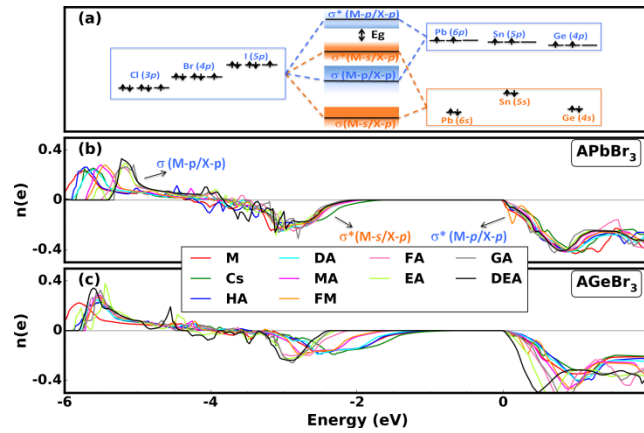 (a)
σ* (M-p/X-p)
Eg
σ*(M-s/X-p)
σ (M-p/X-p)
σ(M-s/X-p)
Cl (3p)
Br (4p)
I (5p)
Pb (6p)
Sn (5p)
Ge (4p)
Pb (6s)
Sn (5s)
Ge (4s)
(b)
APbBr₃
n(e)
0.4
0
-0.4
σ (M-p/X-p)
σ*(M-s/X-p)
σ* (M-p/X-p)
M DA FA GA
Cs MA EA DEA
HA FM
(c)
AGeBr₃
n(e)
0.4
0
-0.4
-6 -4 -2 0
Energy (eV)